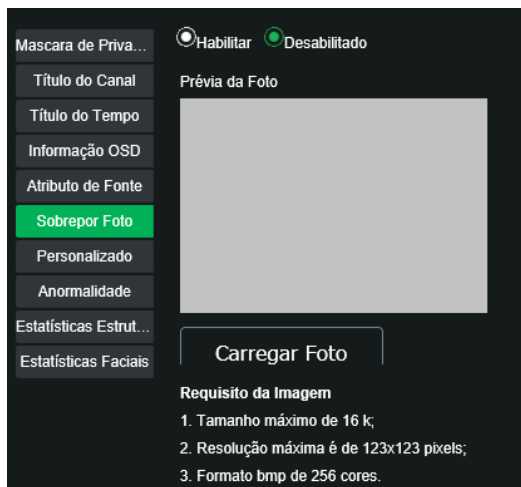 Mascara de Priva...
Título do Canal
Título do Tempo
Informação OSD
Atributo de Fonte
Sobrepor Foto
Personalizado
Anormalidade
Estatísticas Estrut...
Estatísticas Faciais
Habilitar Desabilitado
Prévia da Foto
Carregar Foto
Requisito da Imagem
1. Tamanho máximo de 16 k;
2. Resolução máxima é de 123x123 pixels;
3. Formato bmp de 256 cores.